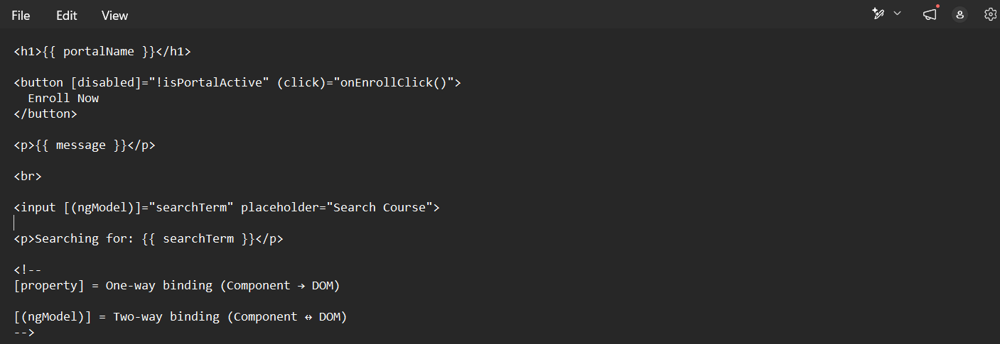 File Edit View
<h1>{{ portalName }}</h1>
<button [disabled]="!isPortalActive" (click)="onEnrollClick()">
Enroll Now
</button>
<p>{{ message }}</p>
<br>
<input [(ngModel)]="searchTerm" placeholder="Search Course">
<p>Searching for: {{ searchTerm }}</p>
<!--
[property] = One-way binding (Component → DOM)
[(ngModel)] = Two-way binding (Component ↔ DOM)
-->